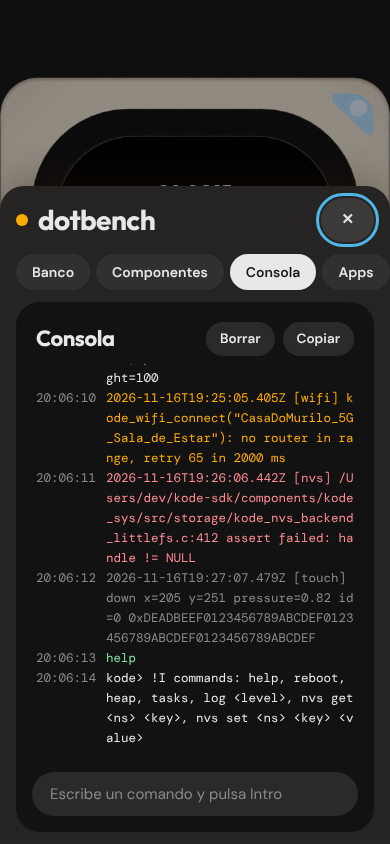 dotbench
×
Banco Componentes Consola Apps
Consola Borrar Copiar
ght=100
20:06:10 2026-11-16T19:25:05.405Z [wifi] k
ode_wifi_connect("CasaDoMurilo_5G
_Sala_de_Estar"): no router in ra
nge, retry 65 in 2000 ms
20:06:11 2026-11-16T19:26:06.442Z [nvs] /U
sers/dev/kode-sdk/components/kode
_sys/src/storage/kode_nvs_backend
_littlefs.c:412 assert failed: ha
ndle != NULL
20:06:12 2026-11-16T19:27:07.479Z [touch]
down x=205 y=251 pressure=0.82 id
=0 0xDEADBEEF0123456789ABCDEF0123
456789ABCDEF0123456789ABCDEF
20:06:13 help
20:06:14 kode> !I commands: help, reboot,
heap, tasks, log <level>, nvs get
<ns> <key>, nvs set <ns> <key> <v
alue>
Escribe un comando y pulsa Intro